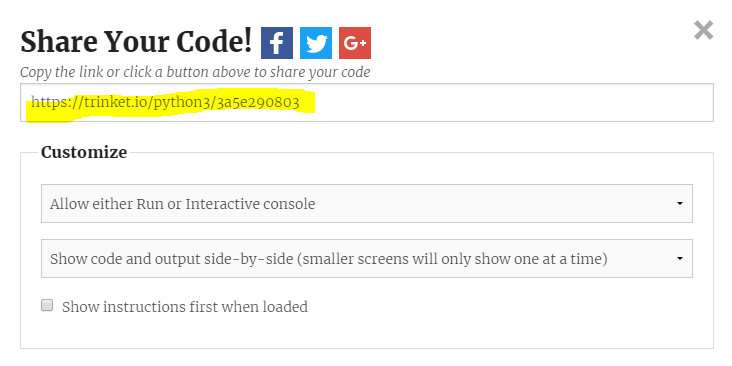 Share Your Code!
Copy the link or click a button above to share your code
https://trinket.io/python3/3a5e290803
Customize
Allow either Run or Interactive console
Show code and output side-by-side (smaller screens will only show one at a time)
Show instructions first when loaded